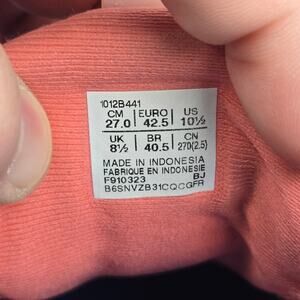 1012B441
CM EURO US
27.0 42.5 10½
UK BR CN
8½ 40.5 270(2.5)
MADE IN INDONESIA
FABRIQUE EN INDONESIE
F910323 BJ
B6SNVZB31CQCGFR